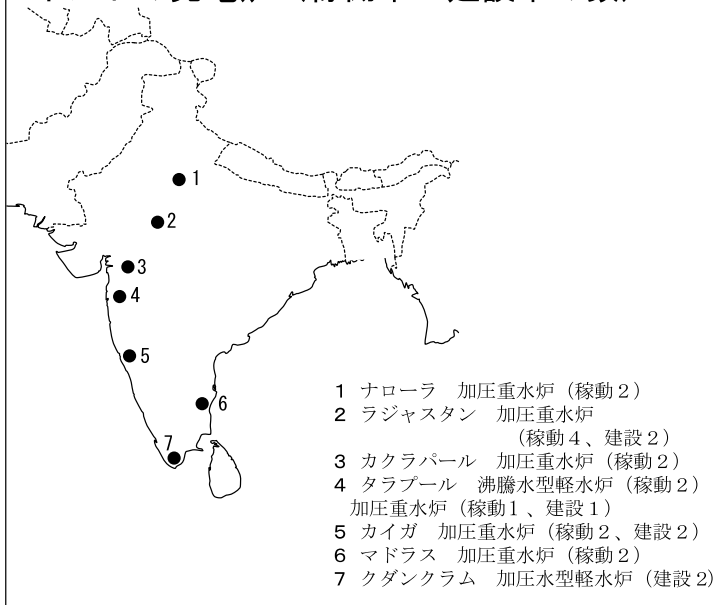 1
2
3
4
5
6
7
1 ナローラ 加圧重水炉（稼動２）
2 ラジャスタン 加圧重水炉
（稼動４、建設２）
3 カクラパール 加圧重水炉（稼動２）
4 タラプール 沸騰水型軽水炉（稼動２）
加圧重水炉（稼動１、建設１）
5 カイガ 加圧重水炉（稼動２、建設２）
6 マドラス 加圧重水炉（稼動２）
7 クダンクラム 加圧水型軽水炉（建設２）